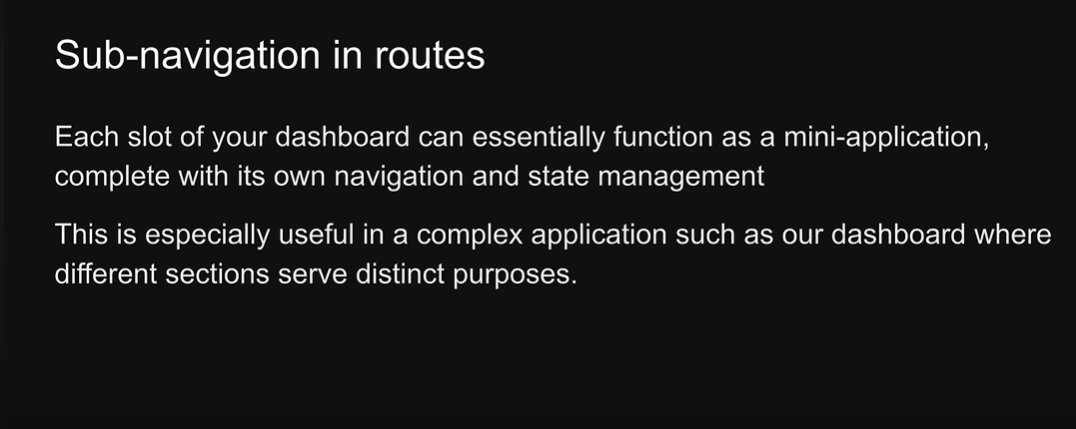 Sub-navigation in routes
Each slot of your dashboard can essentially function as a mini-application,
complete with its own navigation and state management
This is especially useful in a complex application such as our dashboard where
different sections serve distinct purposes.